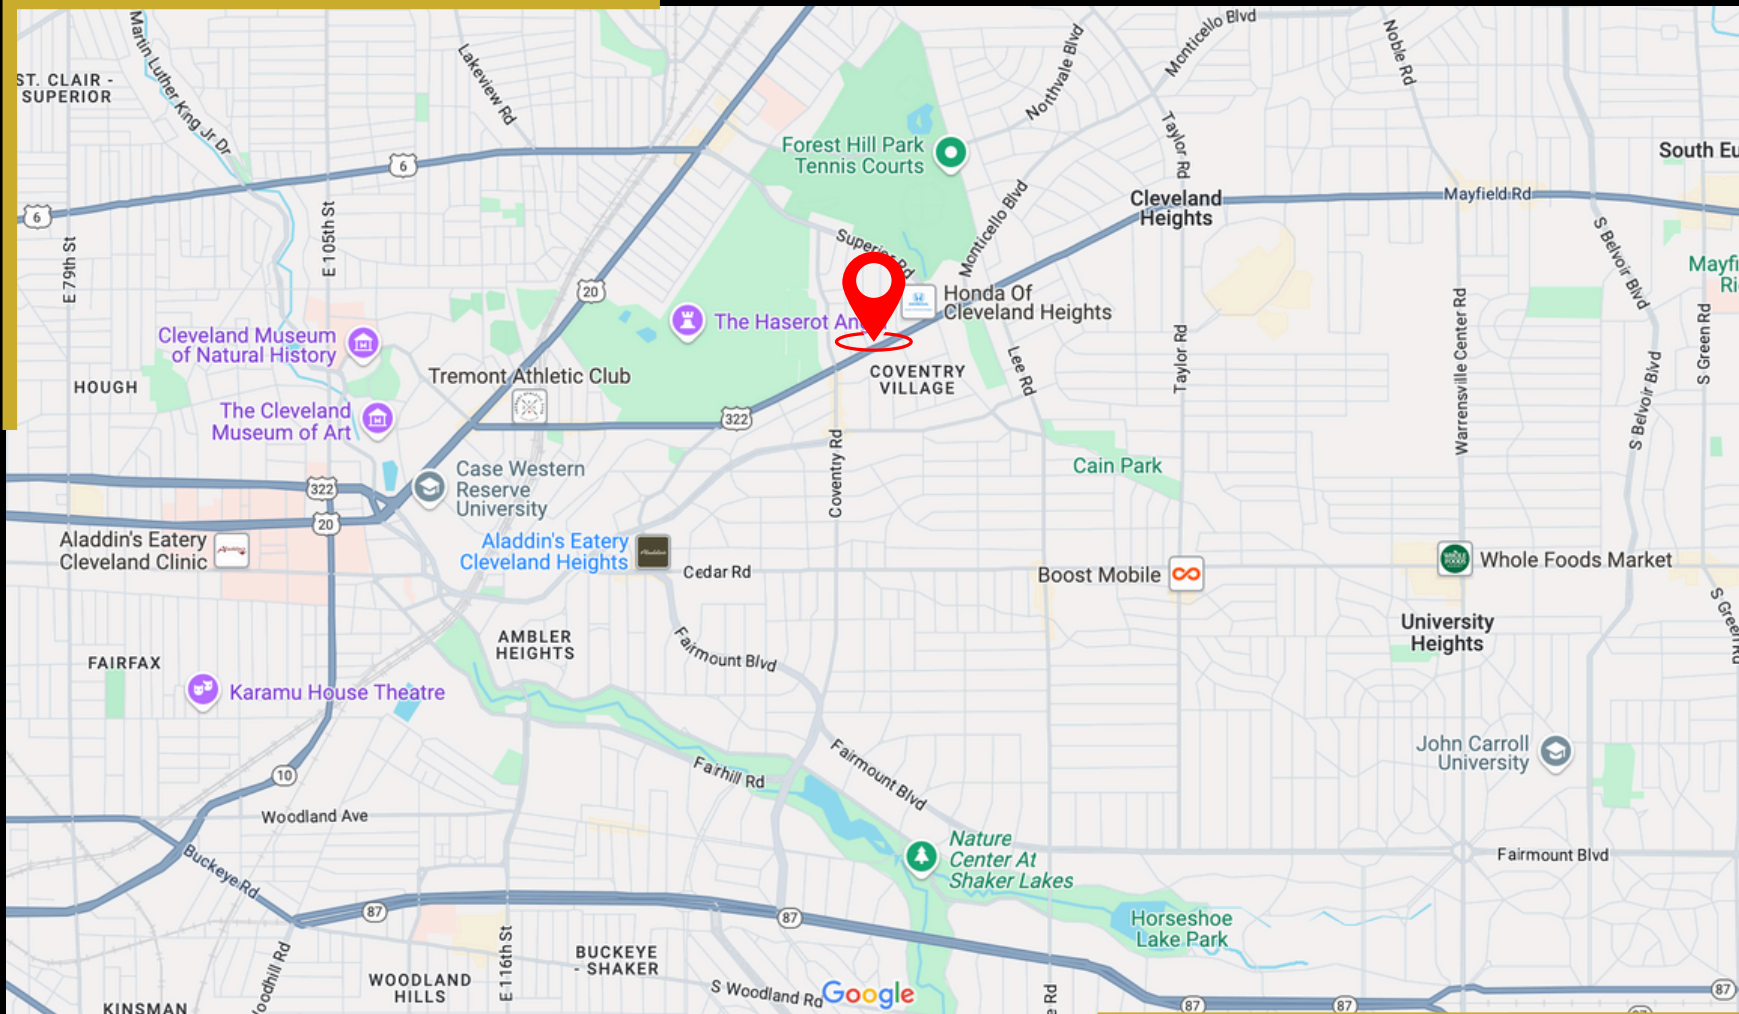 Martin Luther King Jr Dr
ST. CLAIR -
SUPERIOR
Lakeview Rd
Northvale Blvd
Monticello Blvd
Noble Rd
Forest Hill Park
Tennis Courts
Taylor Rd
South Eu
6
6
E 79th St
E 105th St
Cleveland
Heights
Mayfield Rd
S Belvoir Blvd
Superior Rd
Monticello Blvd
Mayfi
Ri
20
Honda Of
Cleveland Heights
The Haserot An
Cleveland Museum
of Natural History
HOUGH
Tremont Athletic Club
COVENTRY
VILLAGE
Lee Rd
Taylor Rd
Warrensville Center Rd
S Belvoir Blvd
S Green Rd
The Cleveland
Museum of Art
322
Coventry Rd
Cain Park
Case Western
Reserve
University
322
20
Aladdin's Eatery
Cleveland Clinic
Aladdin's Eatery
Cleveland Heights
Cedar Rd
Boost Mobile
WHOLE
FOODS
Whole Foods Market
S Green Rd
University
Heights
AMBLER
HEIGHTS
Fairmount Blvd
FAIRFAX
Karamu House Theatre
John Carroll
University
Fairmount Blvd
Fairhill Rd
10
Woodland Ave
Buckeye Rd
Nature
Center At
Shaker Lakes
Fairmount Blvd
87
87
Horseshoe
Lake Park
E 116th St
BUCKEYE
- SHAKER
WOODLAND
HILLS
oodhill Rd
S Woodland Rd
Google
e Rd
KINSMAN
87
87
87